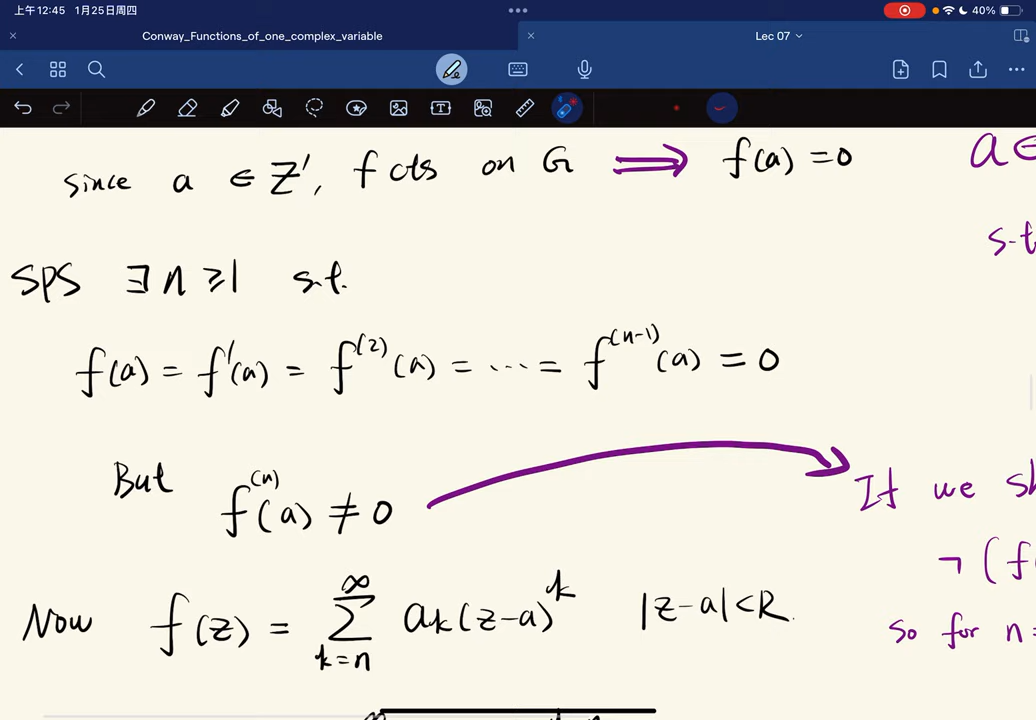 上午12:45 1月25日周四
40%
Conway_Functions_of_one_complex_variable
Lec 07
since a ∈ Z', f cts on G ⟹ f(a) = 0
a ∈
s.t
SPS ∃ n ≥ 1 s.t.
f(a) = f'(a) = f^(2)(a) = ... = f^(n-1)(a) = 0
But f^(n)(a) ≠ 0
If we
¬ (f
Now f(z) = ∑_{k=n}^{∞} a_k (z-a)^k |z-a| < R.
so for n =